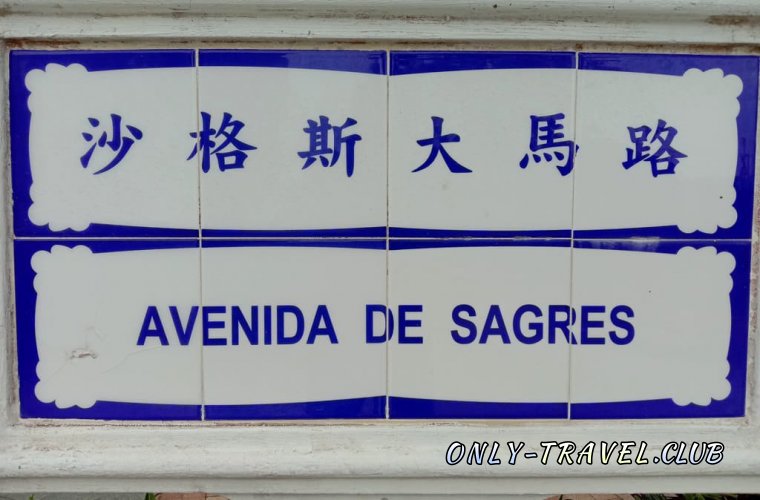 沙格斯大馬路
AVENIDA DE SAGRES
ONLY-TRAVEL.CLUB